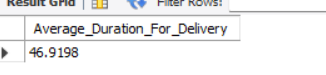 Result Grid Filter Rows:
Average_Duration_For_Delivery
46.9198